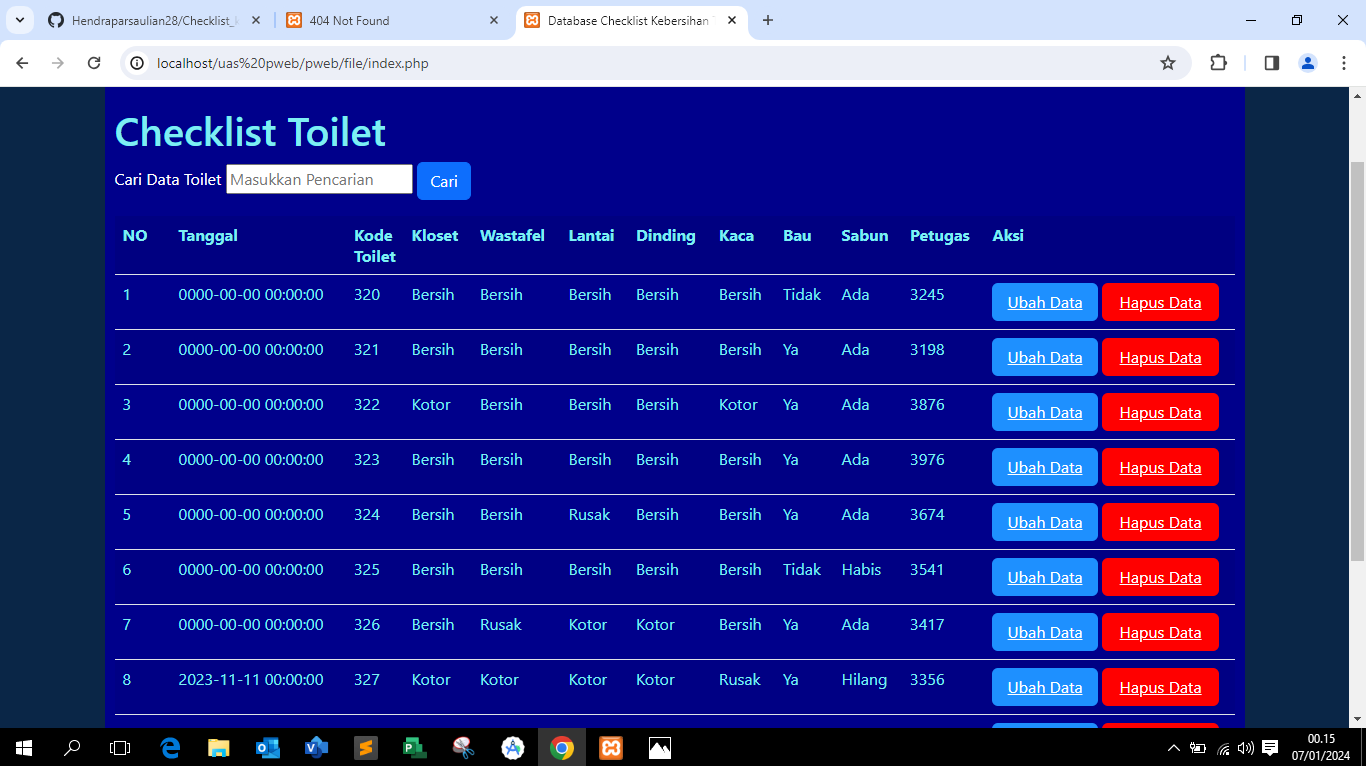 Hendraparsaulian28/Checklist_k
404 Not Found
Database Checklist Kebersihan T
localhost/uas%20pweb/pweb/file/index.php
Checklist Toilet
Cari Data Toilet Masukkan Pencarian Cari
NO Tanggal Kode Toilet Kloset Wastafel Lantai Dinding Kaca Bau Sabun Petugas Aksi
1 0000-00-00 00:00:00 320 Bersih Bersih Bersih Bersih Bersih Tidak Ada 3245 Ubah Data Hapus Data
2 0000-00-00 00:00:00 321 Bersih Bersih Bersih Bersih Bersih Ya Ada 3198 Ubah Data Hapus Data
3 0000-00-00 00:00:00 322 Kotor Bersih Bersih Bersih Kotor Ya Ada 3876 Ubah Data Hapus Data
4 0000-00-00 00:00:00 323 Bersih Bersih Bersih Bersih Bersih Ya Ada 3976 Ubah Data Hapus Data
5 0000-00-00 00:00:00 324 Bersih Bersih Rusak Bersih Bersih Ya Ada 3674 Ubah Data Hapus Data
6 0000-00-00 00:00:00 325 Bersih Bersih Bersih Bersih Bersih Tidak Habis 3541 Ubah Data Hapus Data
7 0000-00-00 00:00:00 326 Bersih Rusak Kotor Kotor Bersih Ya Ada 3417 Ubah Data Hapus Data
8 2023-11-11 00:00:00 327 Kotor Kotor Kotor Kotor Rusak Ya Hilang 3356 Ubah Data Hapus Data
00.15
07/01/2024